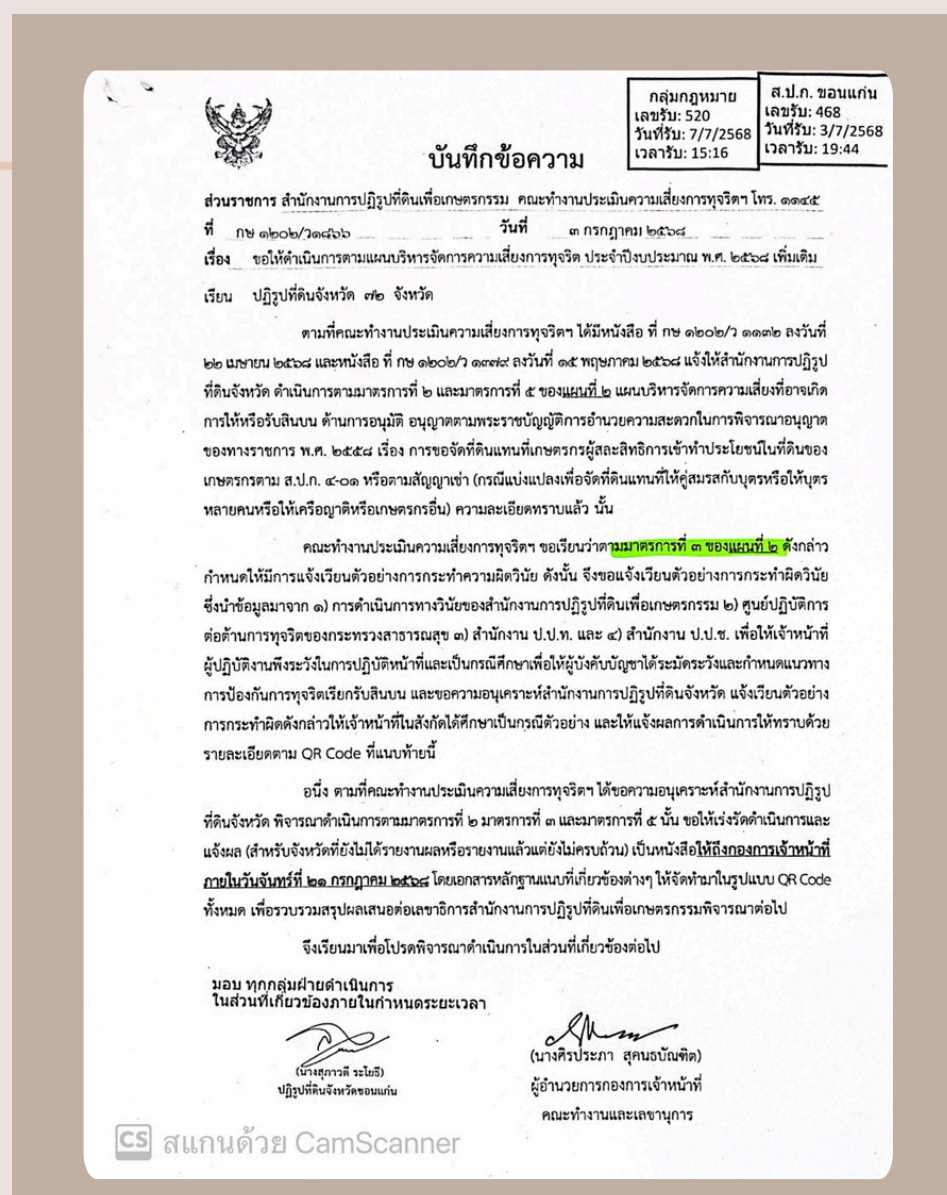 กลุ่มกฎหมาย
เลขรับ: 520
วันที่รับ: 7/7/2568
เวลารับ: 15:16
ส.ป.ก. ขอนแก่น
เลขรับ: 468
วันที่รับ: 3/7/2568
เวลารับ: 19:44
บันทึกข้อความ
ส่วนราชการ สำนักงานการปฏิรูปที่ดินเพื่อเกษตรกรรม คณะทำงานประเมินความเสี่ยงการทุจริตฯ โทร. ๑๑๔๕
ที่ กษ ๑๒๐๒/ว๑๘๖๖ วันที่ ๓ กรกฎาคม ๒๕๖๘
เรื่อง ขอให้ดำเนินการตามแผนบริหารจัดการความเสี่ยงการทุจริต ประจำปีงบประมาณ พ.ศ. ๒๕๖๘ เพิ่มเติม
เรียน ปฏิรูปที่ดินจังหวัด ๗๒ จังหวัด
ตามที่คณะทำงานประเมินความเสี่ยงการทุจริตฯ ได้มีหนังสือ ที่ กษ ๑๒๐๒/ว ๑๑๓๒ ลงวันที่
๒๒ เมษายน ๒๕๖๘ และหนังสือ ที่ กษ ๑๒๐๒/ว ๑๓๗๙ ลงวันที่ ๑๕ พฤษภาคม ๒๕๖๘ แจ้งให้สำนักงานการปฏิรูป
ที่ดินจังหวัด ดำเนินการตามมาตรการที่ ๒ และมาตรการที่ ๕ ของแผนที่ ๒ แผนบริหารจัดการความเสี่ยงที่อาจเกิด
การให้หรือรับสินบน ด้านการอนุมัติ อนุญาตตามพระราชบัญญัติการอำนวยความสะดวกในการพิจารณาอนุญาต
ของทางราชการ พ.ศ. ๒๕๕๘ เรื่อง การขอจัดที่ดินแทนที่เกษตรกรผู้สละสิทธิการเข้าทำประโยชน์ในที่ดินของ
เกษตรกรตาม ส.ป.ก. ๔-๐๑ หรือตามสัญญาเช่า (กรณีแบ่งแปลงเพื่อจัดที่ดินแทนที่ให้คู่สมรสกับบุตรหรือให้บุตร
หลายคนหรือให้เครือญาติหรือเกษตรกรอื่น) ความละเอียดทราบแล้ว นั้น
คณะทำงานประเมินความเสี่ยงการทุจริตฯ ขอเรียนว่าตามมาตรการที่ ๓ ของแผนที่ ๒ ดังกล่าว
กำหนดให้มีการแจ้งเวียนตัวอย่างการกระทำความผิดวินัย ดังนั้น จึงขอแจ้งเวียนตัวอย่างการกระทำผิดวินัย
ซึ่งนำข้อมูลมาจาก ๑) การดำเนินการทางวินัยของสำนักงานการปฏิรูปที่ดินเพื่อเกษตรกรรม ๒) ศูนย์ปฏิบัติการ
ต่อต้านการทุจริตของกระทรวงสาธารณสุข ๓) สำนักงาน ป.ป.ท. และ ๔) สำนักงาน ป.ป.ช. เพื่อให้เจ้าหน้าที่
ผู้ปฏิบัติงานพึงระวังในการปฏิบัติหน้าที่และเป็นกรณีศึกษาเพื่อให้ผู้บังคับบัญชาได้ระมัดระวังและกำหนดแนวทาง
การป้องกันการทุจริตเรียกรับสินบน และขอความอนุเคราะห์สำนักงานการปฏิรูปที่ดินจังหวัด แจ้งเวียนตัวอย่าง
การกระทำผิดดังกล่าวให้เจ้าหน้าที่ในสังกัดได้ศึกษาเป็นกรณีตัวอย่าง และให้แจ้งผลการดำเนินการให้ทราบด้วย
รายละเอียดตาม QR Code ที่แนบท้ายนี้
อนึ่ง ตามที่คณะทำงานประเมินความเสี่ยงการทุจริตฯ ได้ขอความอนุเคราะห์สำนักงานการปฏิรูป
ที่ดินจังหวัด พิจารณาดำเนินการตามมาตรการที่ ๒ มาตรการที่ ๓ และมาตรการที่ ๕ นั้น ขอให้เร่งรัดดำเนินการและ
แจ้งผล (สำหรับจังหวัดที่ยังไม่ได้รายงานผลหรือรายงานแล้วแต่ยังไม่ครบถ้วน) เป็นหนังสือให้ถึงกองการเจ้าหน้าที่
ภายในวันจันทร์ที่ ๒๑ กรกฎาคม ๒๕๖๘ โดยเอกสารหลักฐานแนบที่เกี่ยวข้องต่างๆ ให้จัดทำมาในรูปแบบ QR Code
ทั้งหมด เพื่อรวบรวมสรุปผลเสนอต่อเลขาธิการสำนักงานการปฏิรูปที่ดินเพื่อเกษตรกรรมพิจารณาต่อไป
จึงเรียนมาเพื่อโปรดพิจารณาดำเนินการในส่วนที่เกี่ยวข้องต่อไป
มอบ ทุกกลุ่มฝ่ายดำเนินการ
ในส่วนที่เกี่ยวข้องภายในกำหนดระยะเวลา
(นางสุภาวดี ระโยธี)
ปฏิรูปที่ดินจังหวัดขอนแก่น
(นางศิรประภา สุคนธบัณฑิต)
ผู้อำนวยการกองการเจ้าหน้าที่
คณะทำงานและเลขานุการ
CS สแกนด้วย CamScanner